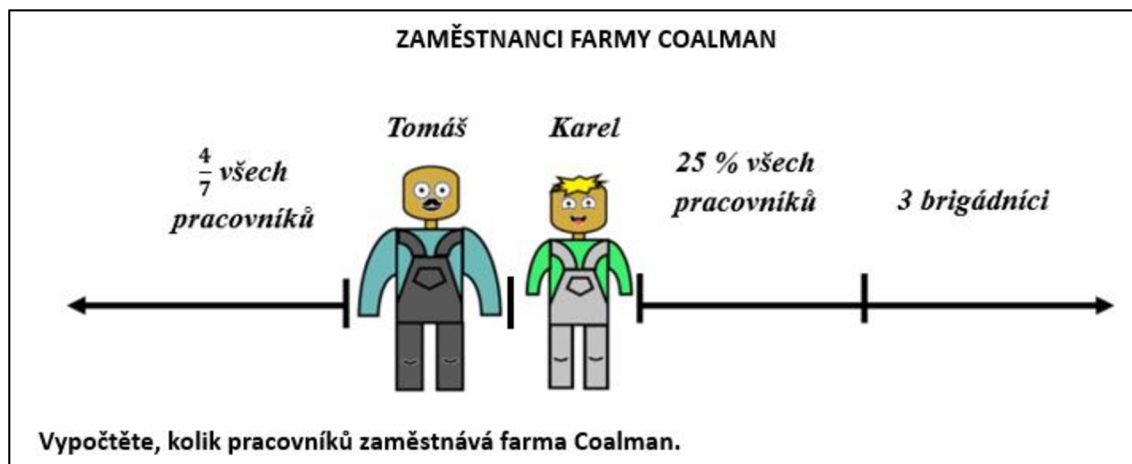 ZAMĚSTNANCI FARMY COALMAN
Tomáš
Karel
4/7 všech
pracovníků
25 % všech
pracovníků
3 brigádníci
Vypočtěte, kolik pracovníků zaměstnává farma Coalman.